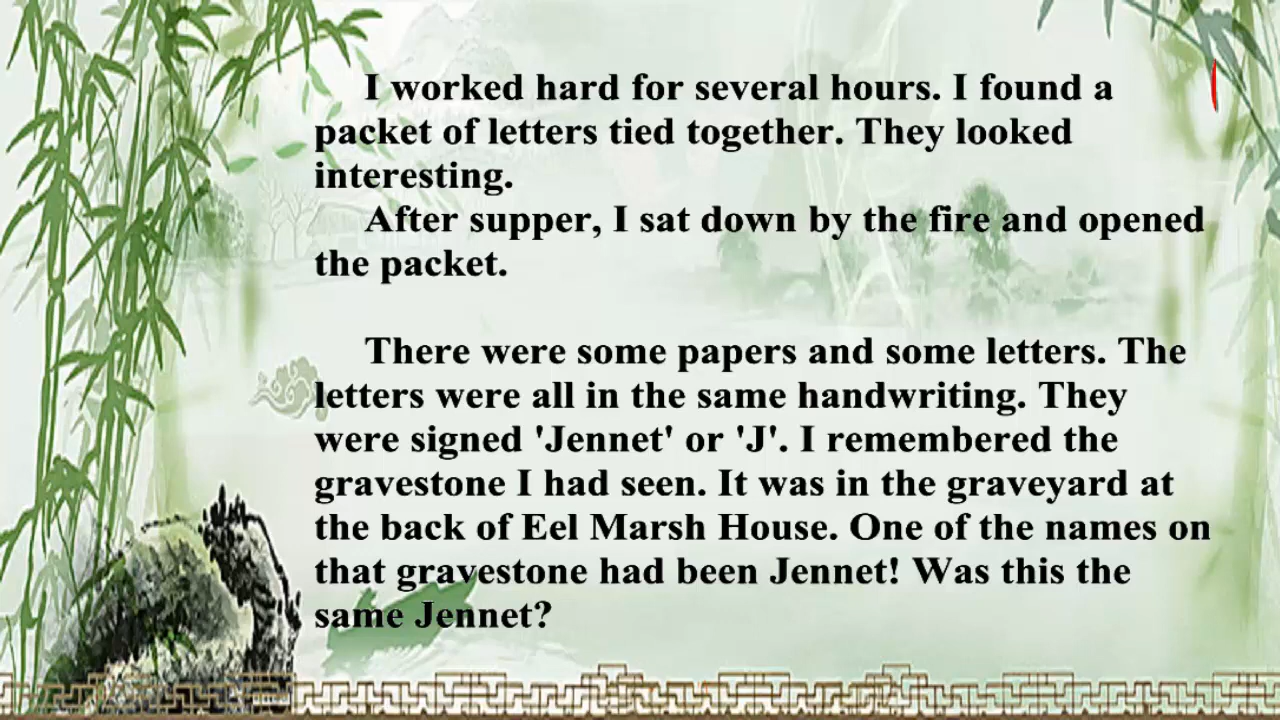 I worked hard for several hours. I found a
packet of letters tied together. They looked
interesting.
After supper, I sat down by the fire and opened
the packet.
There were some papers and some letters. The
letters were all in the same handwriting. They
were signed 'Jennet' or 'J'. I remembered the
gravestone I had seen. It was in the graveyard at
the back of Eel Marsh House. One of the names on
that gravestone had been Jennet! Was this the
same Jennet?